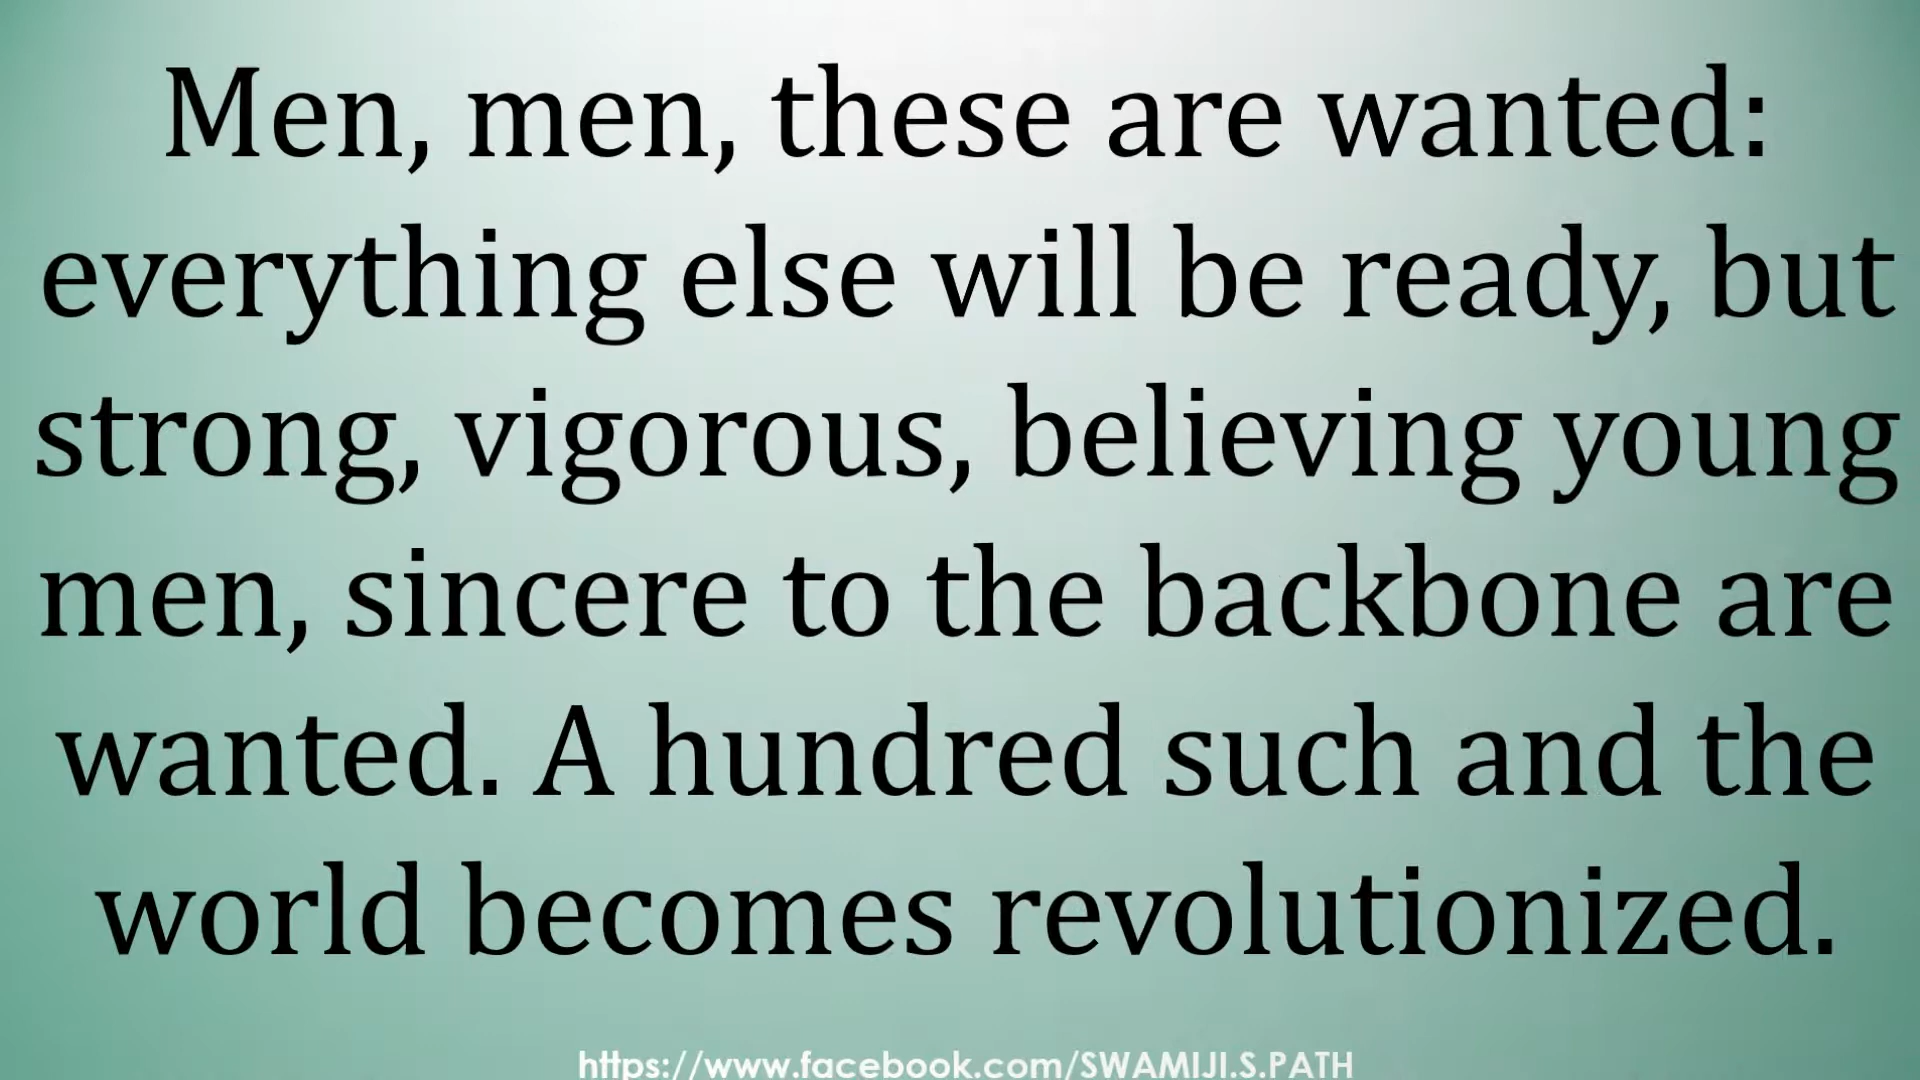 Men, men, these are wanted:
everything else will be ready, but
strong, vigorous, believing young
men, sincere to the backbone are
wanted. A hundred such and the
world becomes revolutionized.
https://www.facebook.com/SWAMIJI.S.PATH